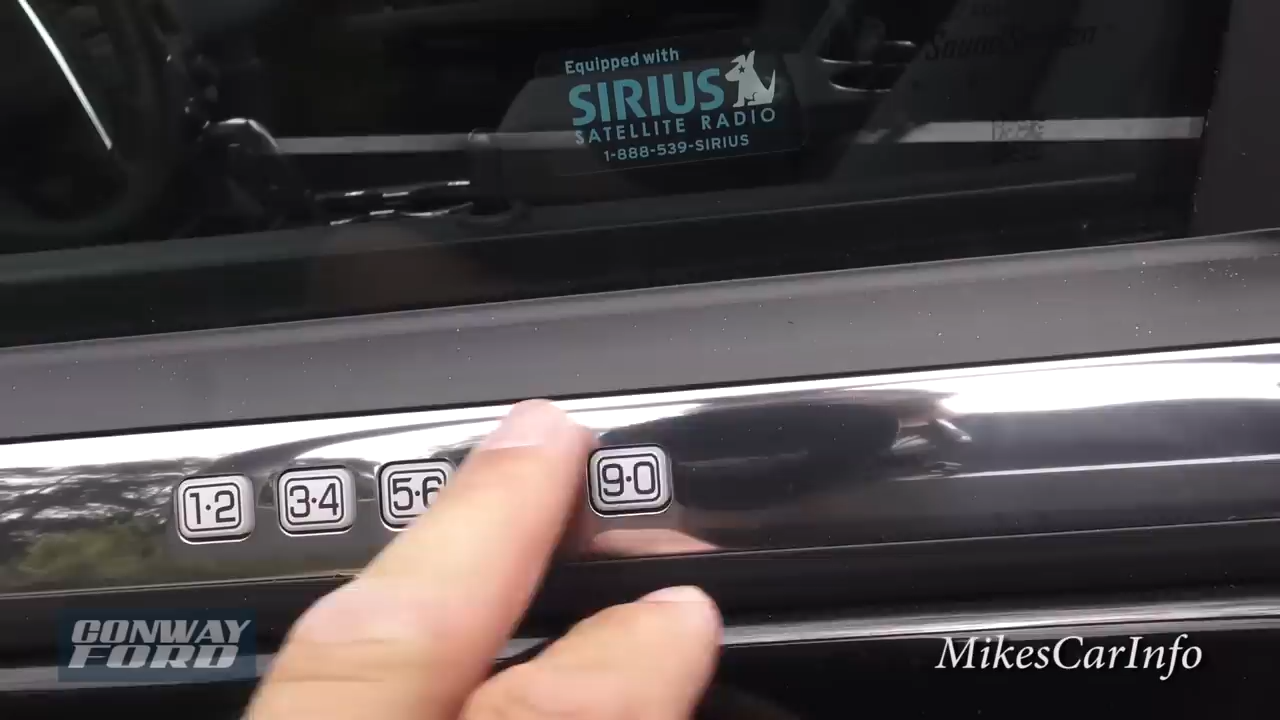 Equipped with
SIRIUS
SATELLITE RADIO
1-888-539-SIRIUS
1·2 3·4 5·6 9·0
CONWAY
FORD
MikesCarInfo